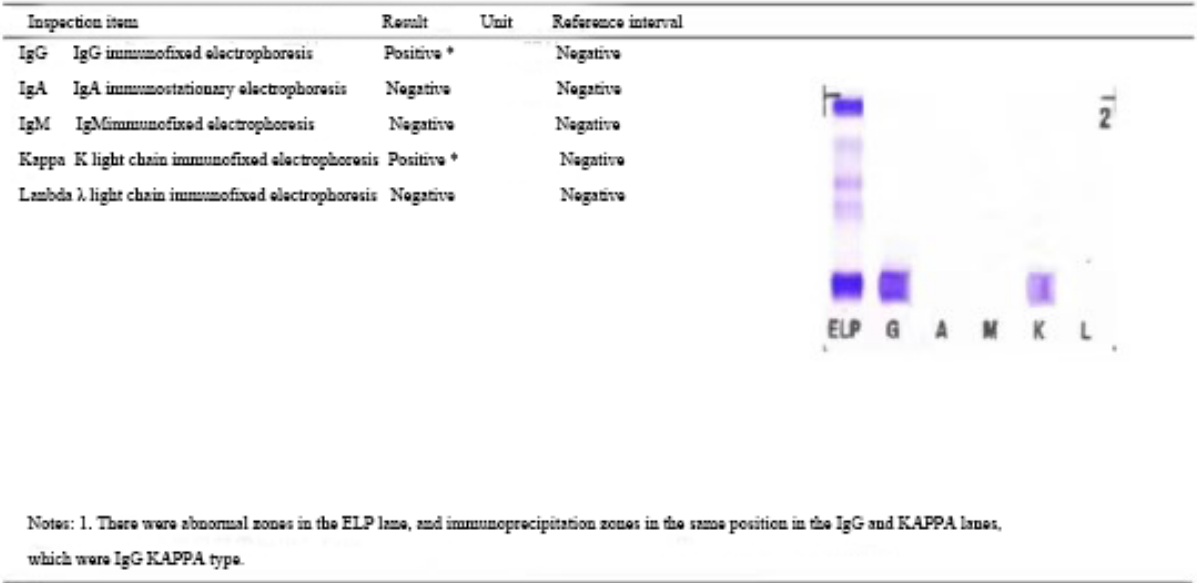 Inspection item Result Unit Reference interval
IgG IgG immunofixed electrophoresis Positive * Negative
IgA IgA immunostationary electrophoresis Negative Negative
IgM IgMimmunofixed electrophoresis Negative Negative
Kappa K light chain immunofixed electrophoresis Positive * Negative
Lambda λ light chain immunofixed electrophoresis Negative Negative
2
ELP G A M K L
Notes: 1. There were abnormal zones in the ELP lane, and immunoprecipitation zones in the same position in the IgG and KAPPA lanes,
which were IgG KAPPA type.